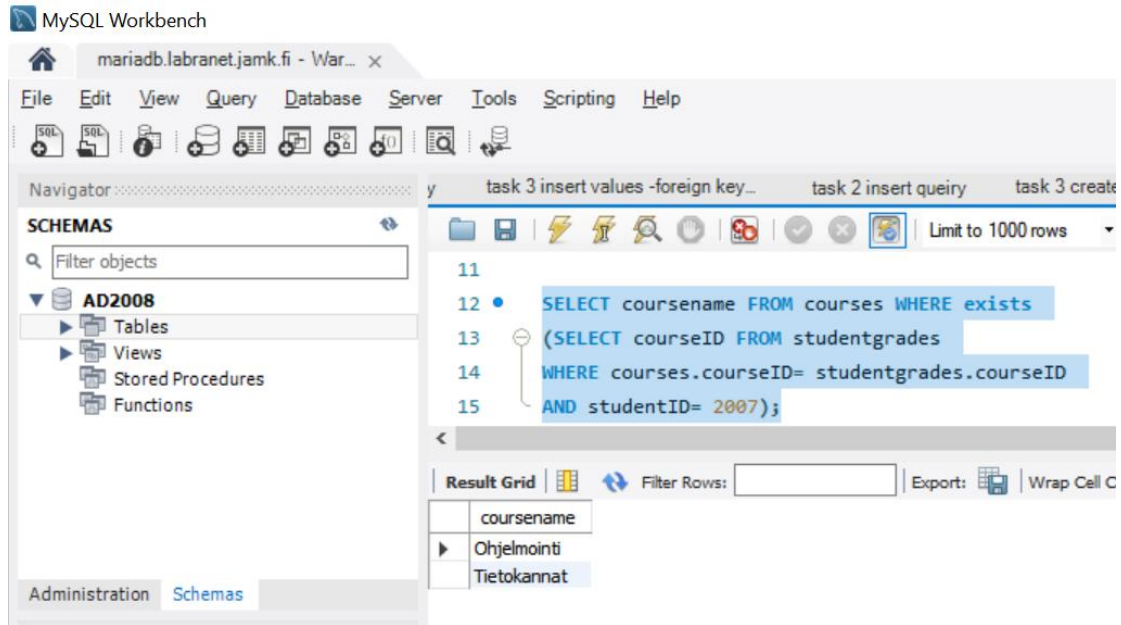 MySQL Workbench
mariadb.labranet.jamk.fi - War...
File Edit View Query Database Server Tools Scripting Help
Navigator
y task 3 insert values -foreign key... task 2 insert queiry task 3 create
SCHEMAS
Limit to 1000 rows
Filter objects
AD2008
Tables
Views
Stored Procedures
Functions
11
12 SELECT coursename FROM courses WHERE exists
13 (SELECT courseID FROM studentgrades
14 WHERE courses.courseID= studentgrades.courseID
15 AND studentID= 2007);
Result Grid Filter Rows: Export: Wrap Cell C
coursename
Ohjelmointi
Tietokannat
Administration Schemas